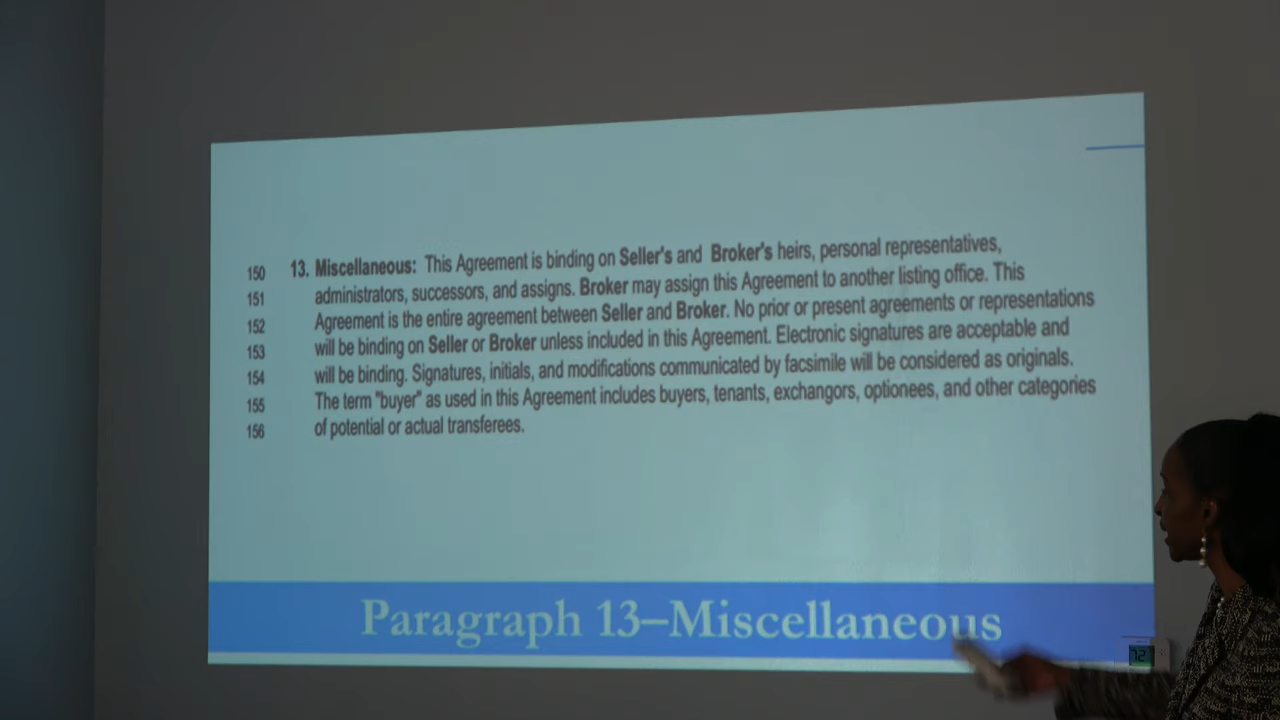 150 13. Miscellaneous: This Agreement is binding on Seller's and Broker's heirs, personal representatives,
151 administrators, successors, and assigns. Broker may assign this Agreement to another listing office. This
152 Agreement is the entire agreement between Seller and Broker. No prior or present agreements or representations
153 will be binding on Seller or Broker unless included in this Agreement. Electronic signatures are acceptable and
154 will be binding. Signatures, initials, and modifications communicated by facsimile will be considered as originals.
155 The term "buyer" as used in this Agreement includes buyers, tenants, exchangors, optionees, and other categories
156 of potential or actual transferees.
Paragraph 13–Miscellaneous
72